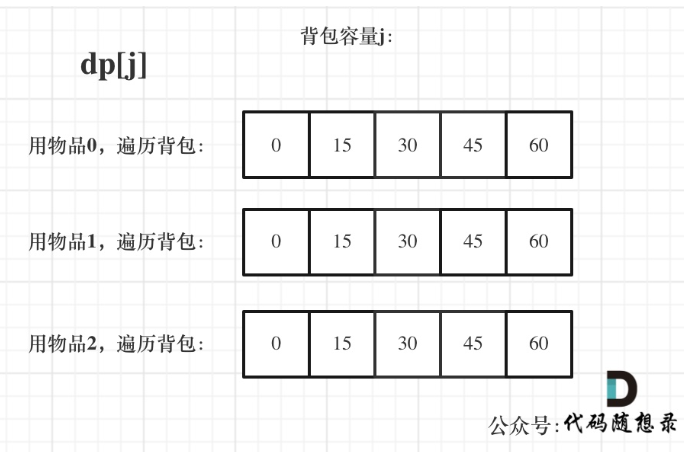 背包容量j:
dp[j]
用物品0，遍历背包: 0 15 30 45 60
用物品1，遍历背包: 0 15 30 45 60
用物品2，遍历背包: 0 15 30 45 60
公众号:代码随想录